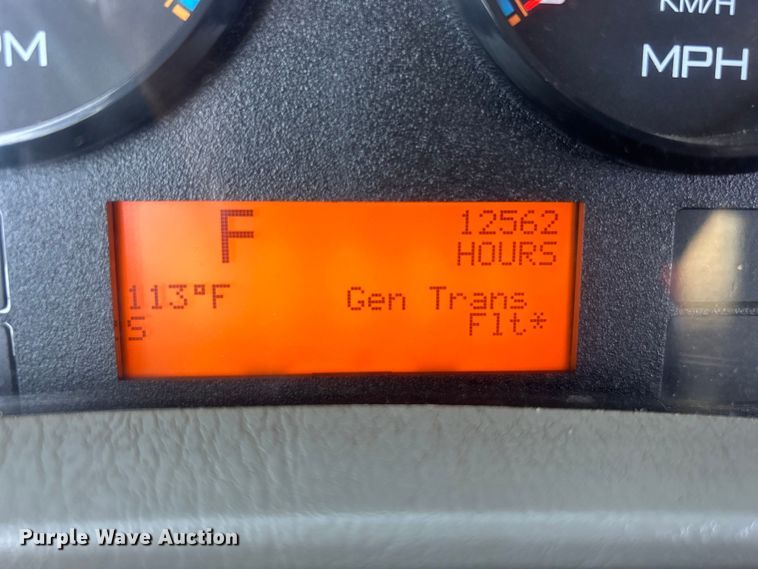 KM/H
PM
MPH
F
12562
HOURS
113°F
Gen Trans
S
Flt*
Purple Wave Auction